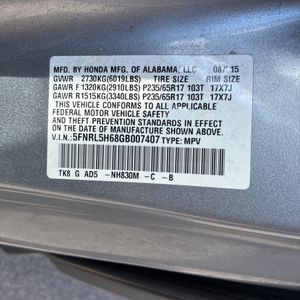 MFD. BY HONDA MFG. OF ALABAMA, LLC 08/'15
GVWR 2730KG(6019LBS) TIRE SIZE RIM SIZE
GAWR F 1320KG(2910LBS) P235/65R17 103T 17X7J
GAWR R1515KG(3340LBS) P235/65R17 103T 17X7J
THIS VEHICLE CONFORMS TO ALL APPLICABLE
FEDERAL MOTOR VEHICLE SAFETY AND
THEFT PREVENTION STANDARDS IN EFFECT
ON THE DATE OF MANUFACTURE SHOWN ABOVE.
V.I.N.: 5FNRL5H68GB007407 TYPE: MPV
TK8 G AD5 -NH830M -C -B